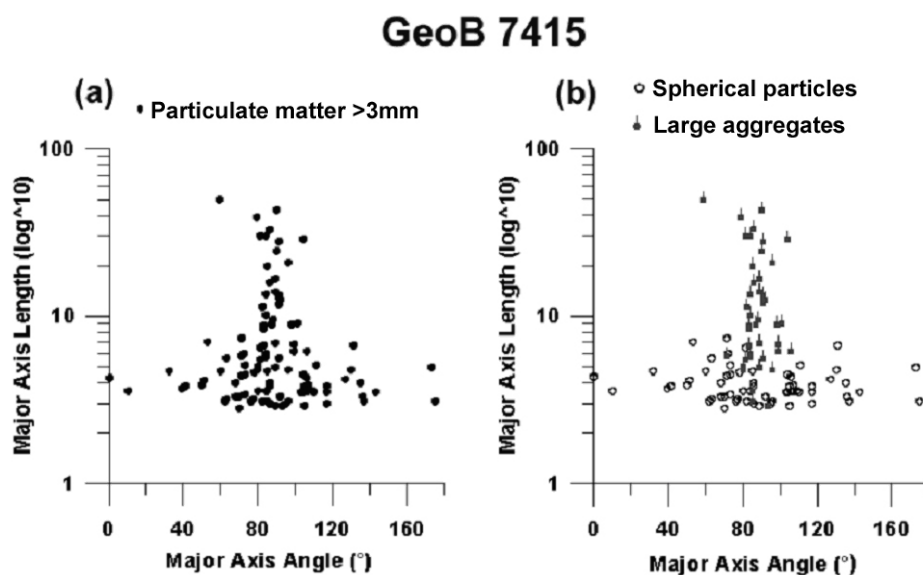 GeoB 7415
(a)
Particulate matter >3mm
Major Axis Length (log^10)
100
10
1
0 40 80 120 160
Major Axis Angle (°)
(b)
Spherical particles
Large aggregates
Major Axis Length (log^10)
100
10
1
0 40 80 120 160
Major Axis Angle (°)